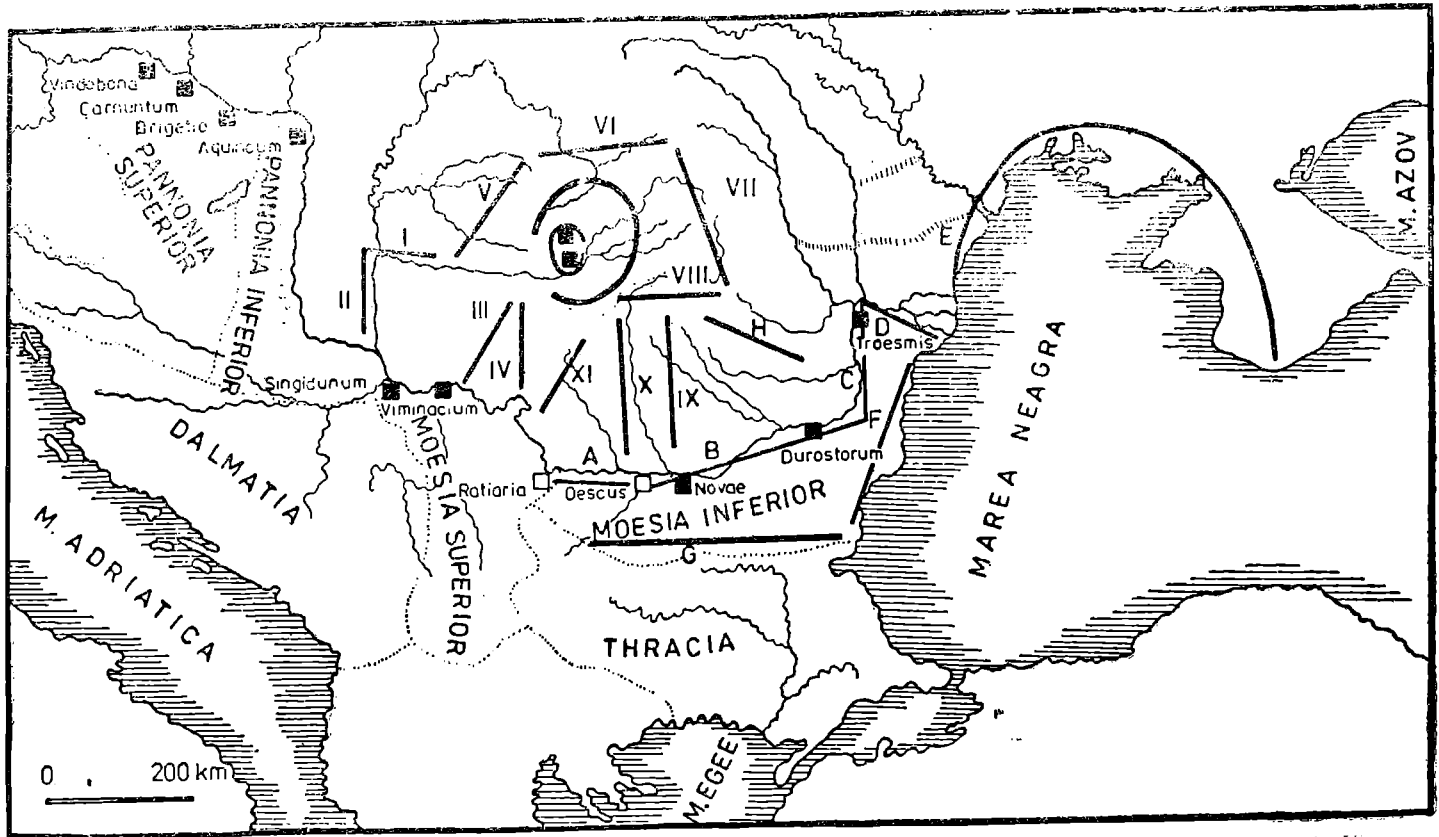 Vindobona
Carnuntum
Brigetio
Aquincum
PANNONIA
SUPERIOR
PANNONIA INFERIOR
VI
V
VII
I
II
III
IV
VIII
E
M. AZOV
H
D
Troesmis
XI
X
IX
C
Singidunum
Viminacium
F
A
B
Durostorum
DALMATIA
MOESIA SUPERIOR
Ratiaria
Oescus
Novae
MOESIA INFERIOR
G
MAREA NEAGRA
M. ADRIATICA
THRACIA
M. EGEE
0 200 km